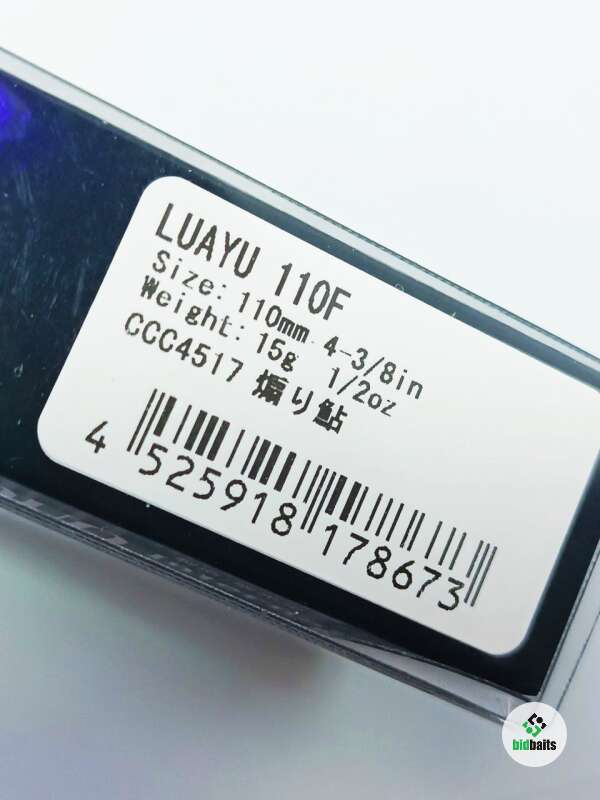 LUAYU 110F
Size: 110mm 4-3/8in
Weight: 15g 1/2oz
CCC4517 煽り鮎
4 525918 178673
bidbaits